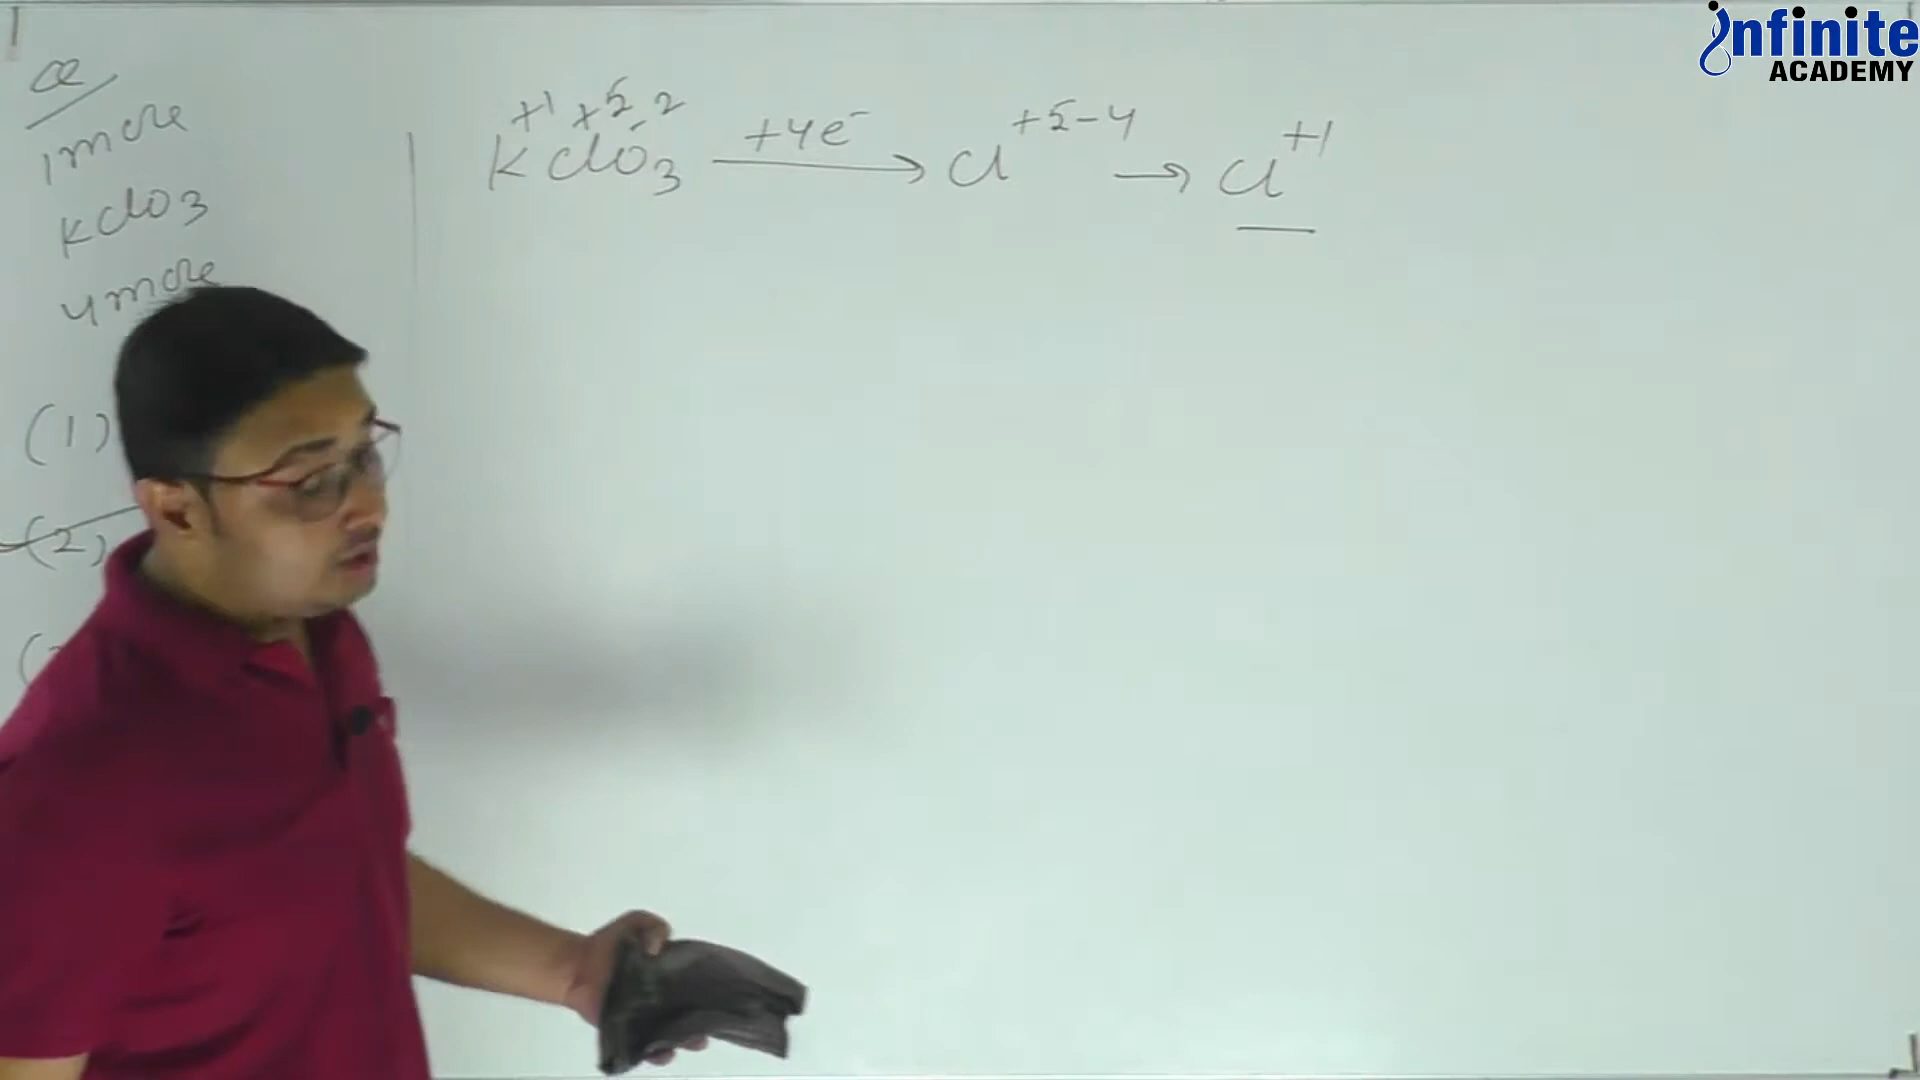 infinite
ACADEMY
Q
1 mole
KClO3
4 mole
(1)
(2)
+1 +5 -2
KClO3 +4e- → Cl+5-4 → Cl+1